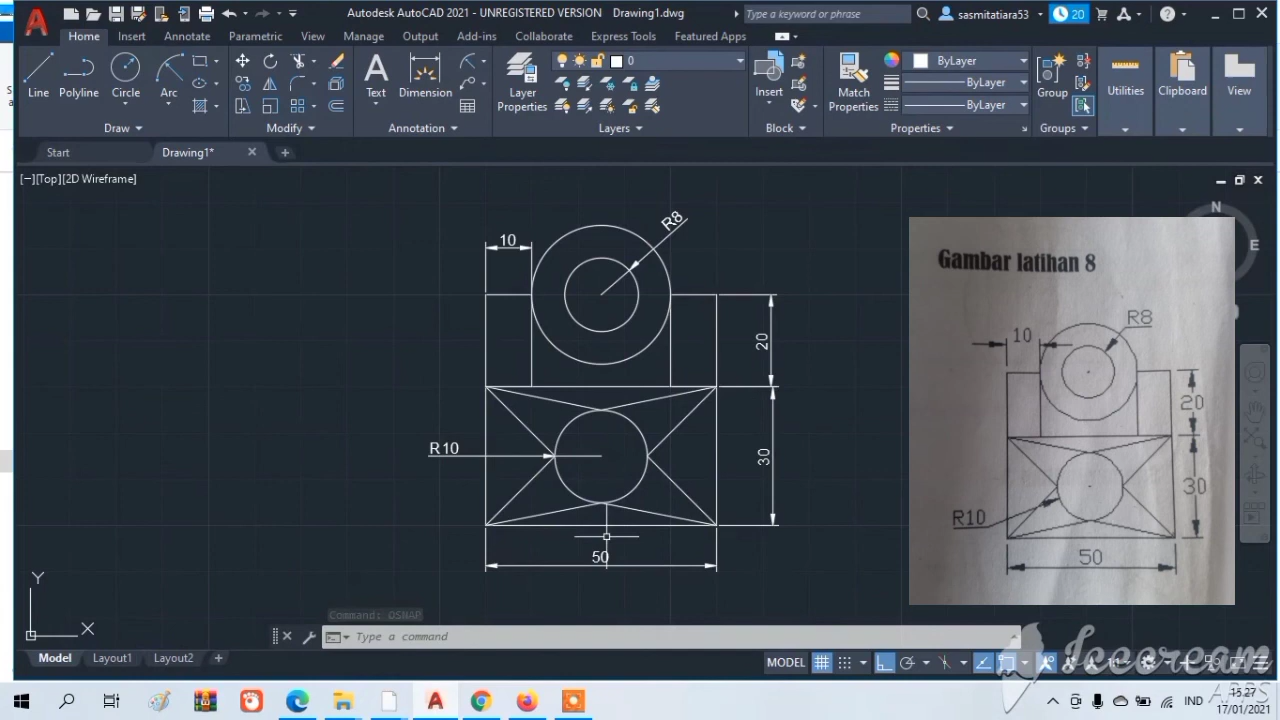 Autodesk AutoCAD 2021 - UNREGISTERED VERSION Drawing1.dwg
Type a keyword or phrase
sasmitatiara53
20
Home Insert Annotate Parametric View Manage Output Add-ins Collaborate Express Tools Featured Apps
Line Polyline Circle Arc
Text Dimension
Layer Properties
0
Insert
Match Properties
ByLayer
ByLayer
ByLayer
Group
Utilities Clipboard View
Draw Modify Annotation Layers Block Properties Groups
Start Drawing1*
[−][Top][2D Wireframe]
N
E
R8
10
20
R10
30
50
Gambar latihan 8
R8
10
20
R10
30
50
Y
X
Command: OSNAP
Type a command
Model Layout1 Layout2
MODEL
Icecream
APPS
IND
15.27
17/01/2021